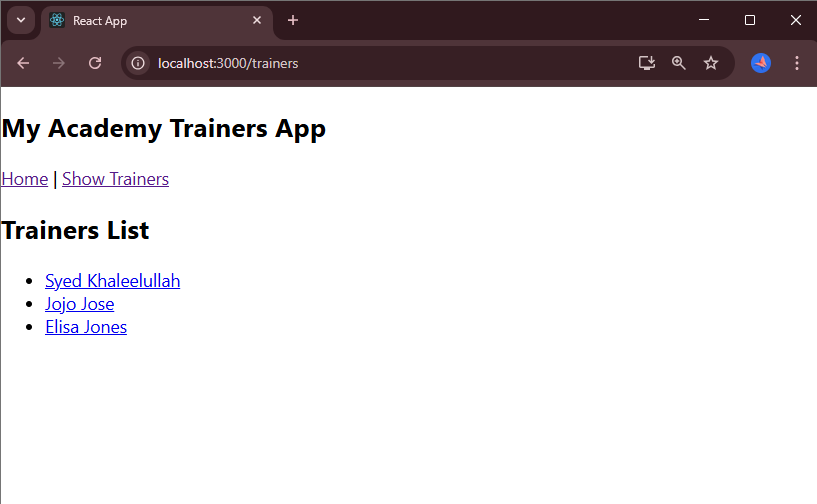 React App
localhost:3000/trainers
My Academy Trainers App
Home | Show Trainers
Trainers List
Syed Khaleelullah
Jojo Jose
Elisa Jones